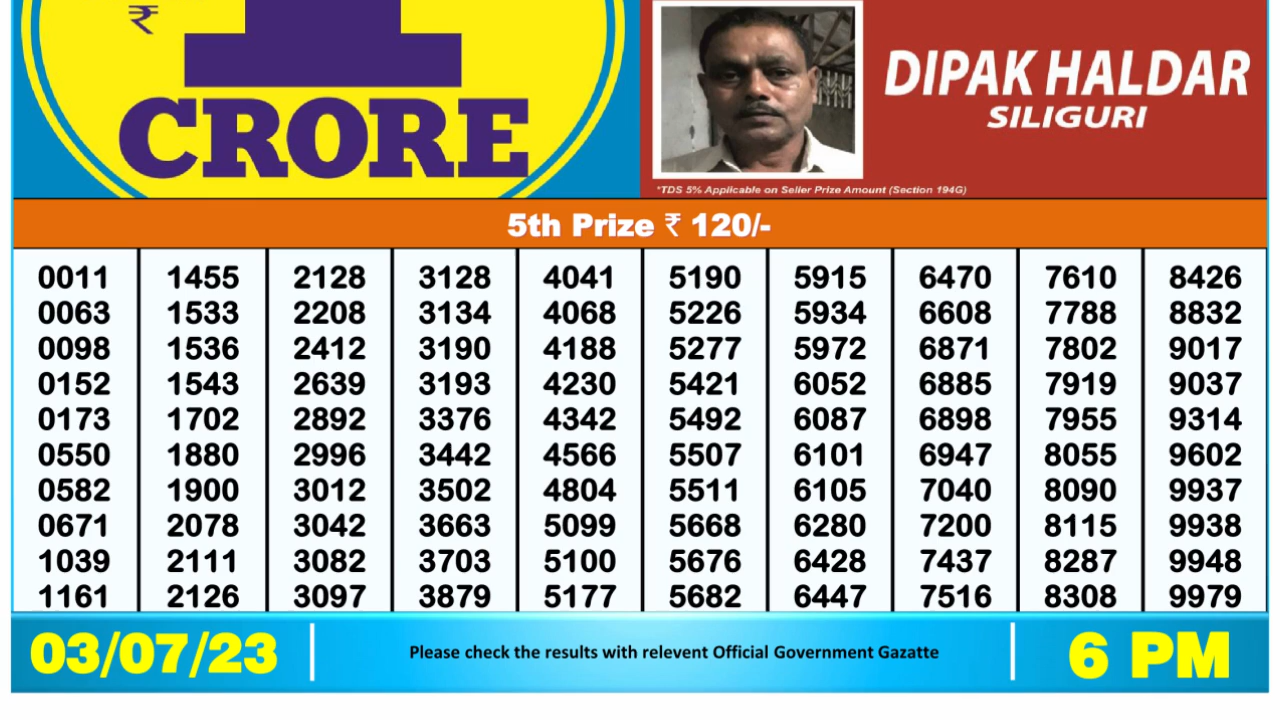 ₹
1
CRORE
DIPAK HALDAR
SILIGURI
*TDS 5% Applicable on Seller Prize Amount (Section 194G)
5th Prize ₹ 120/-
0011 1455 2128 3128 4041 5190 5915 6470 7610 8426
0063 1533 2208 3134 4068 5226 5934 6608 7788 8832
0098 1536 2412 3190 4188 5277 5972 6871 7802 9017
0152 1543 2639 3193 4230 5421 6052 6885 7919 9037
0173 1702 2892 3376 4342 5492 6087 6898 7955 9314
0550 1880 2996 3442 4566 5507 6101 6947 8055 9602
0582 1900 3012 3502 4804 5511 6105 7040 8090 9937
0671 2078 3042 3663 5099 5668 6280 7200 8115 9938
1039 2111 3082 3703 5100 5676 6428 7437 8287 9948
1161 2126 3097 3879 5177 5682 6447 7516 8308 9979
03/07/23
Please check the results with relevent Official Government Gazatte
6 PM